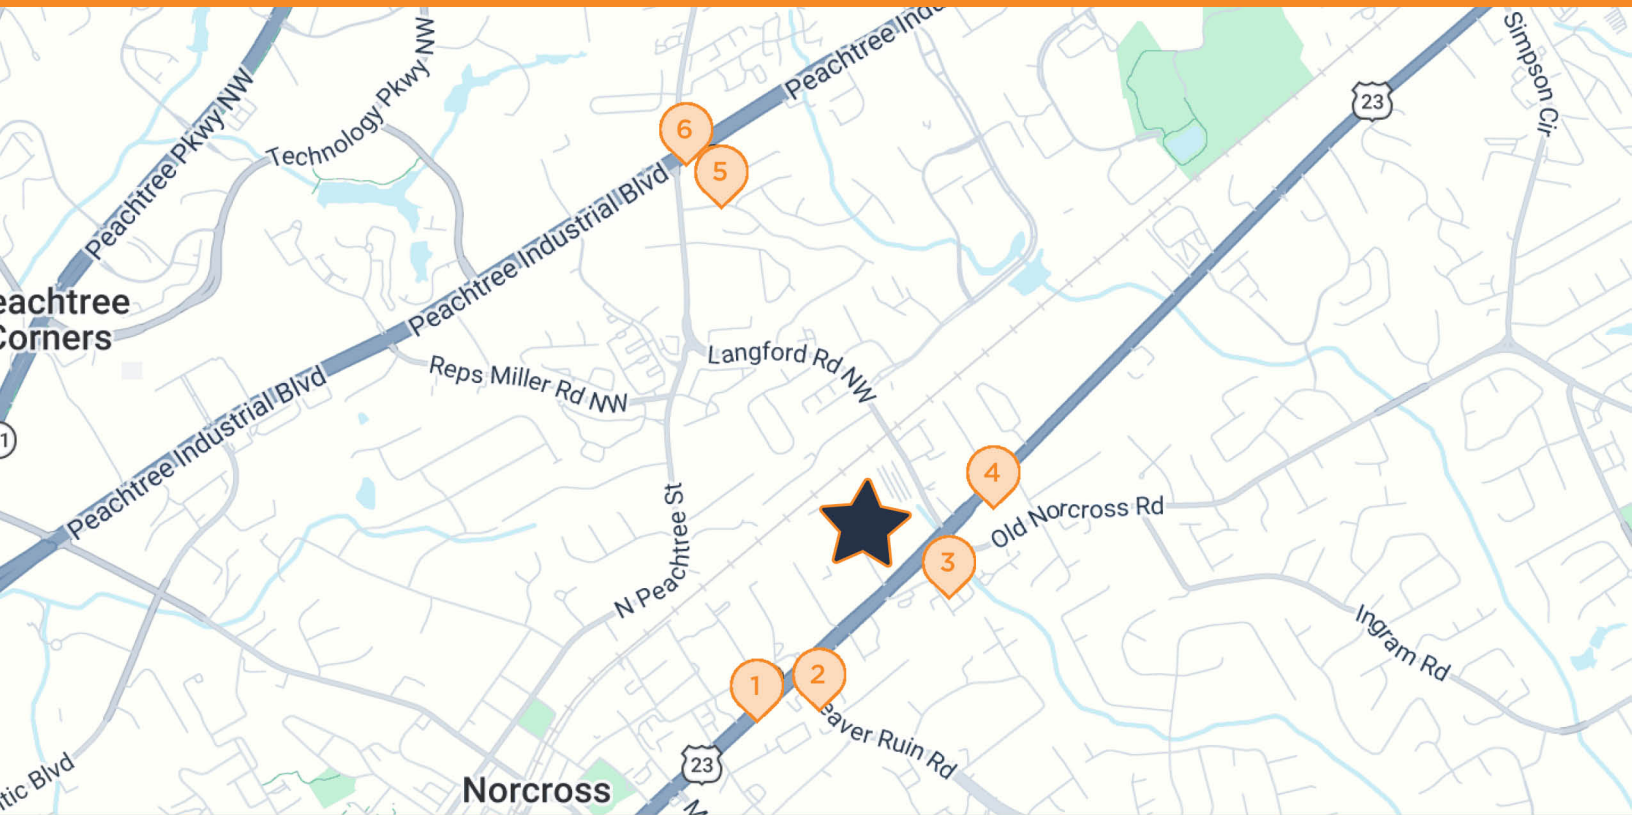 Peachtree Ind
Simpson Cir
Peachtree Pkwy NW
Technology Pkwy NW
23
6
5
Peachtree Industrial Blvd
eachtree
Corners
Langford Rd NW
Reps Miller Rd NW
Peachtree Industrial Blvd
1
4
N Peachtree St
Old Norcross Rd
3
Ingram Rd
1
2
eaver Ruin Rd
23
tic Blvd
Norcross
M